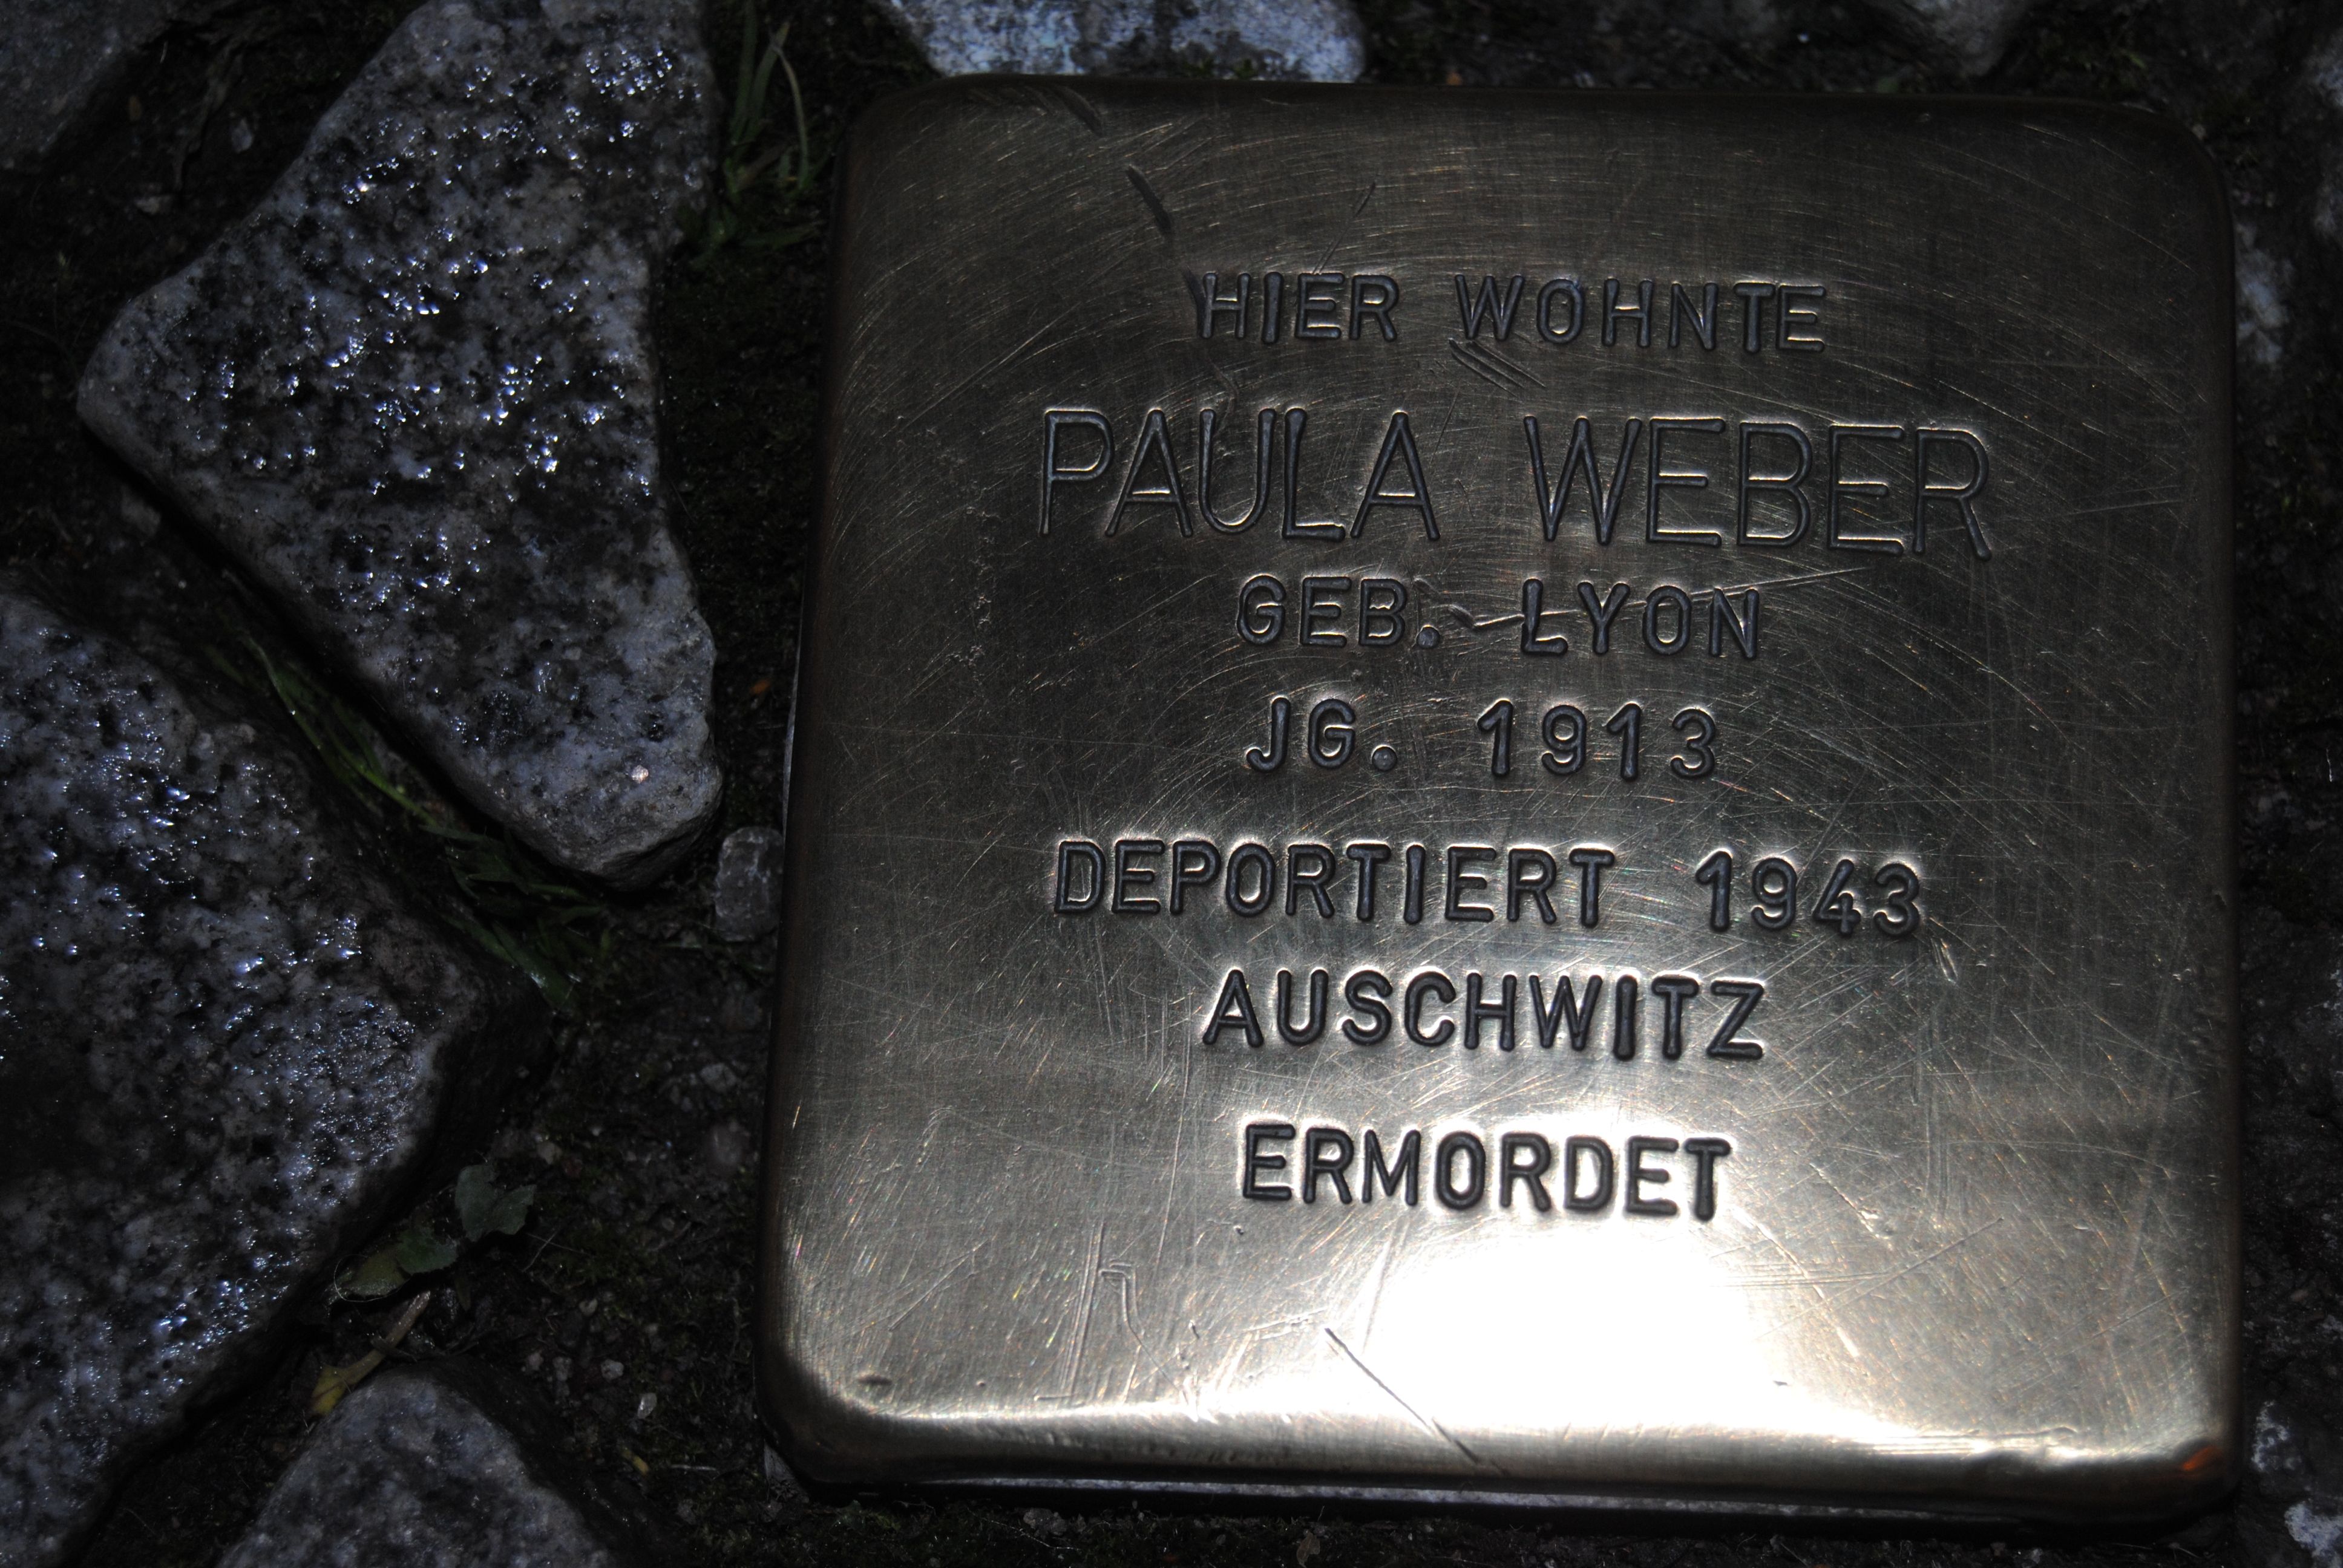 HIER WOHNTE
PAULA WEBER
GEB. LYON
JG. 1913
DEPORTIERT 1943
AUSCHWITZ
ERMORDET